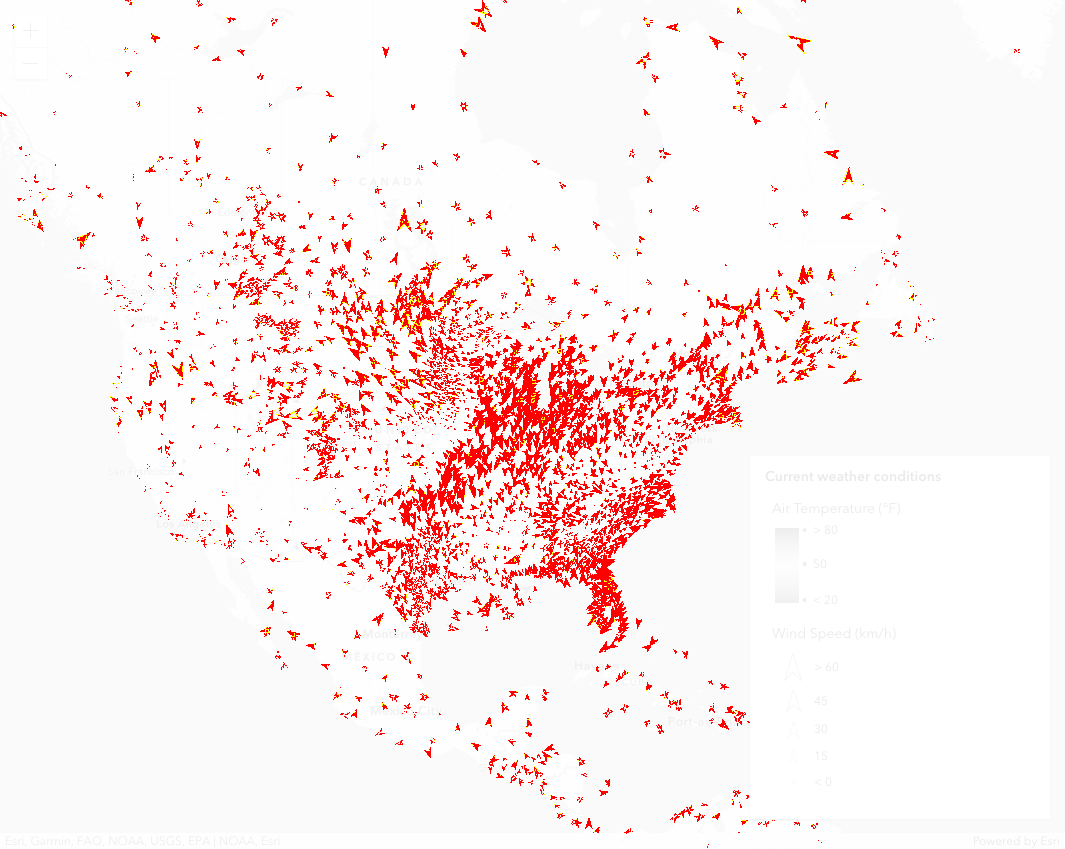 +
−
CANADA
MEXICO
Current weather conditions
Air Temperature (°F)
> 80
50
< 20
Wind Speed (km/h)
> 60
45
30
15
< 0
Esri, Garmin, FAO, NOAA, USGS, EPA | NOAA, Esri
Powered by Esri